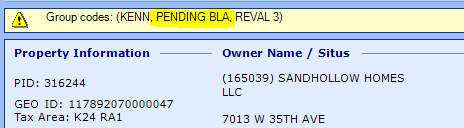 Group codes: (KENN, PENDING BLA, REVAL 3)
Property Information
Owner Name / Situs
PID: 316244
(165039) SANDHOLLOW HOMES
LLC
GEO ID: 117892070000047
Tax Area: K24 RA1
7013 W 35TH AVE